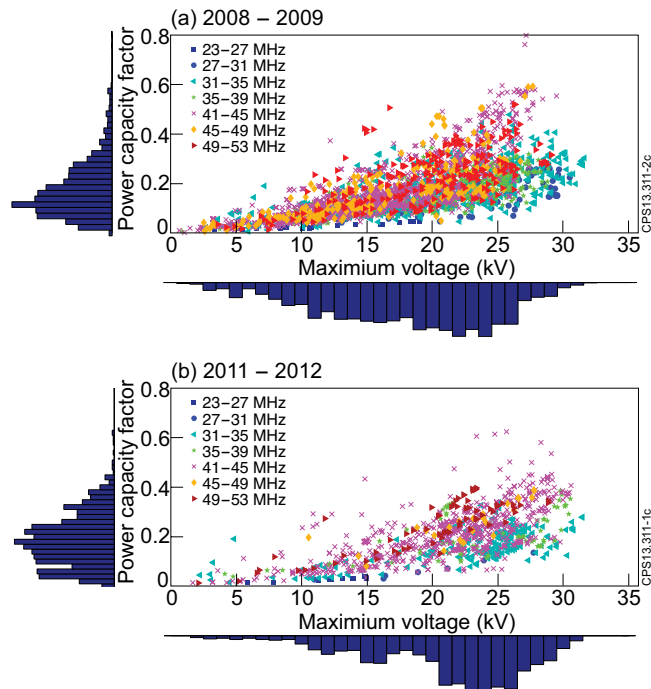 (a) 2008 – 2009
0.8
0.6
0.4
0.2
0
Power capacity factor
23–27 MHz
27–31 MHz
31–35 MHz
35–39 MHz
41–45 MHz
45–49 MHz
49–53 MHz
0 5 10 15 20 25 30 35
Maximium voltage (kV)
CPS13.311-2c
(b) 2011 – 2012
0.8
0.6
0.4
0.2
0
Power capacity factor
23–27 MHz
27–31 MHz
31–35 MHz
35–39 MHz
41–45 MHz
45–49 MHz
49–53 MHz
0 5 10 15 20 25 30 35
Maximum voltage (kV)
CPS13.311-1c